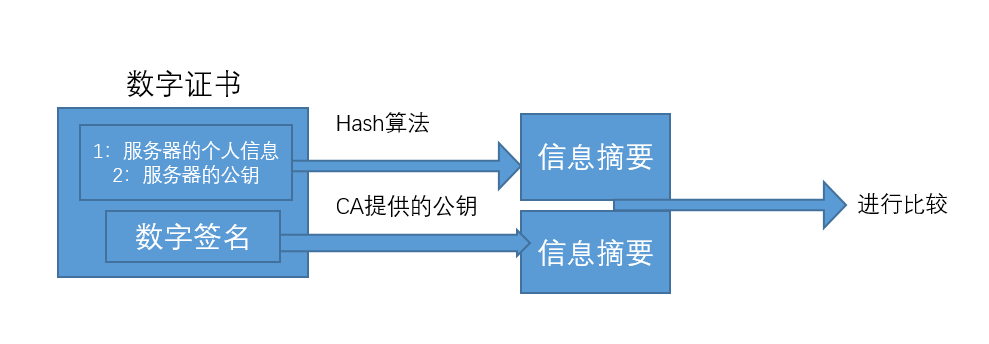 数字证书
1：服务器的个人信息
2：服务器的公钥
数字签名
Hash算法
CA提供的公钥
信息摘要
信息摘要
进行比较